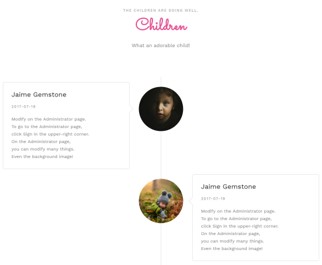 THE CHILDREN ARE DOING WELL.
Children
What an adorable child!
Jaime Gemstone
2017-07-18
Modify on the Administrator page.
To go to the Administrator page,
click Sign in the upper-right corner.
On the Administrator page,
you can modify many things.
Even the background image!
Jaime Gemstone
2017-07-18
Modify on the Administrator page.
To go to the Administrator page,
click Sign in the upper-right corner.
On the Administrator page,
you can modify many things.
Even the background image!